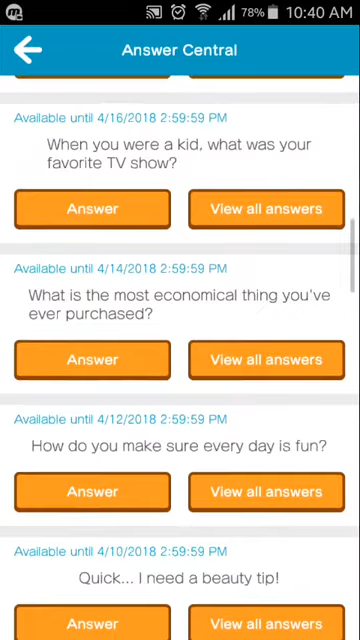 78% 10:40 AM
Answer Central
Available until 4/16/2018 2:59:59 PM
When you were a kid, what was your
favorite TV show?
Answer View all answers
Available until 4/14/2018 2:59:59 PM
What is the most economical thing you've
ever purchased?
Answer View all answers
Available until 4/12/2018 2:59:59 PM
How do you make sure every day is fun?
Answer View all answers
Available until 4/10/2018 2:59:59 PM
Quick... I need a beauty tip!
Answer View all answers